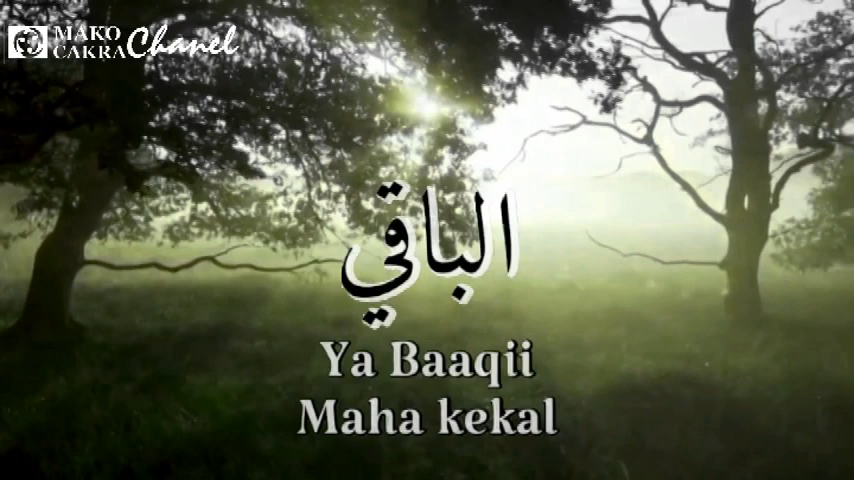 MAKO
CAKRA Chanel
الباقي
Ya Baaqii
Maha kekal